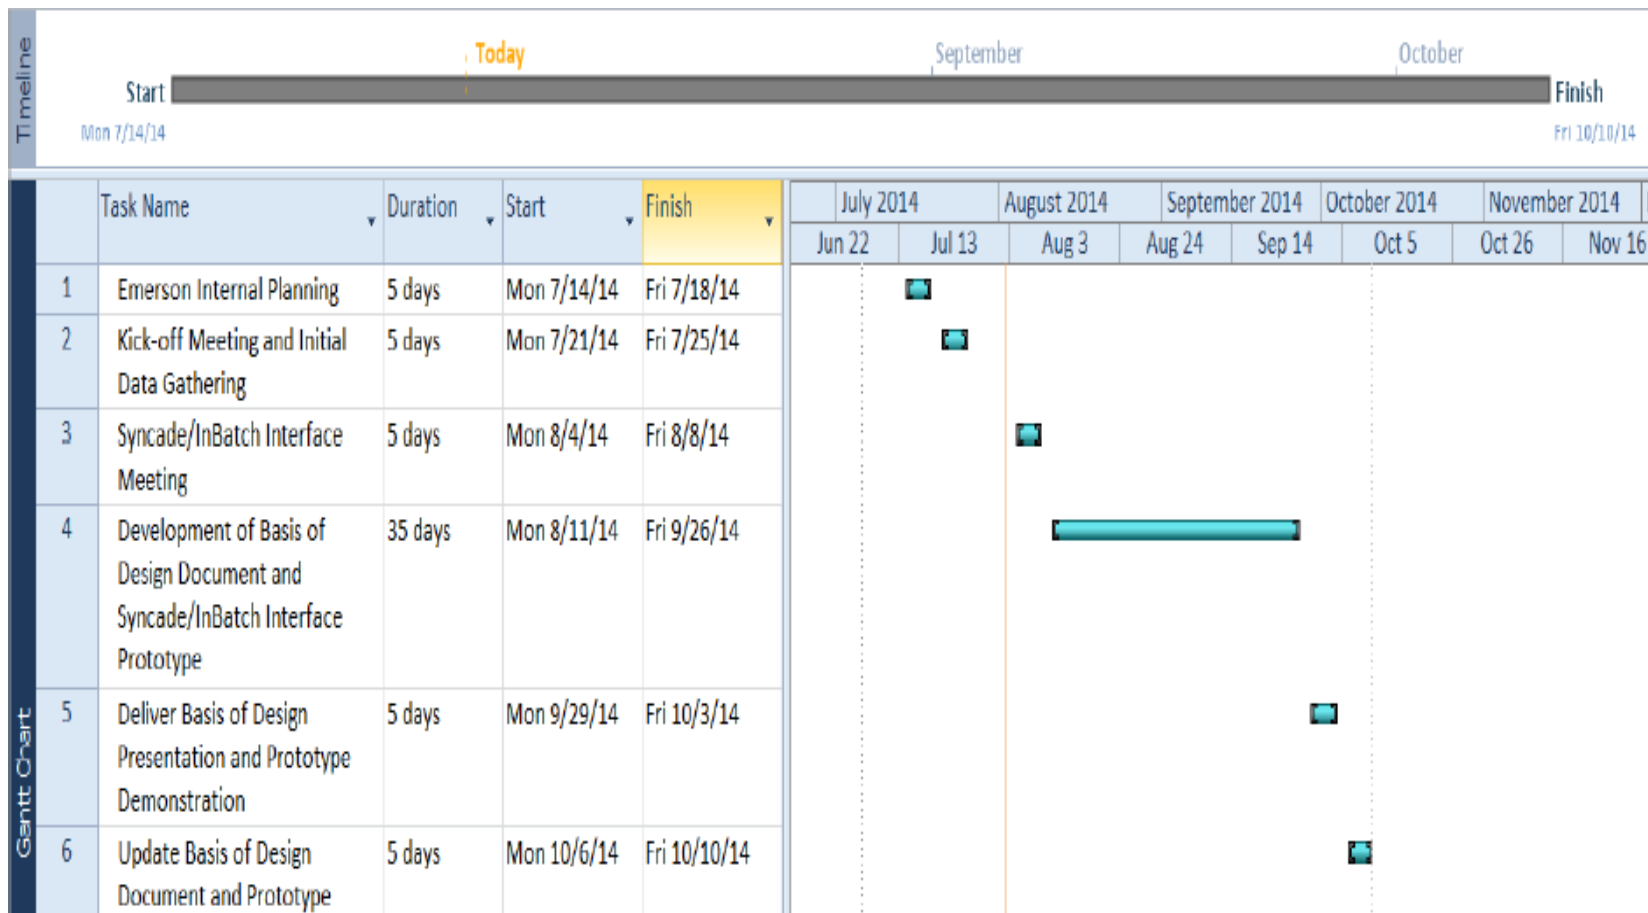 Timeline
Today
September
October
Start
Finish
Mon 7/14/14
Fri 10/10/14
Gantt Chart
Task Name Duration Start Finish
July 2014 August 2014 September 2014 October 2014 November 2014
Jun 22 Jul 13 Aug 3 Aug 24 Sep 14 Oct 5 Oct 26 Nov 16
1 Emerson Internal Planning 5 days Mon 7/14/14 Fri 7/18/14
2 Kick-off Meeting and Initial 5 days Mon 7/21/14 Fri 7/25/14
Data Gathering
3 Syncade/InBatch Interface 5 days Mon 8/4/14 Fri 8/8/14
Meeting
4 Development of Basis of 35 days Mon 8/11/14 Fri 9/26/14
Design Document and
Syncade/InBatch Interface
Prototype
5 Deliver Basis of Design 5 days Mon 9/29/14 Fri 10/3/14
Presentation and Prototype
Demonstration
6 Update Basis of Design 5 days Mon 10/6/14 Fri 10/10/14
Document and Prototype